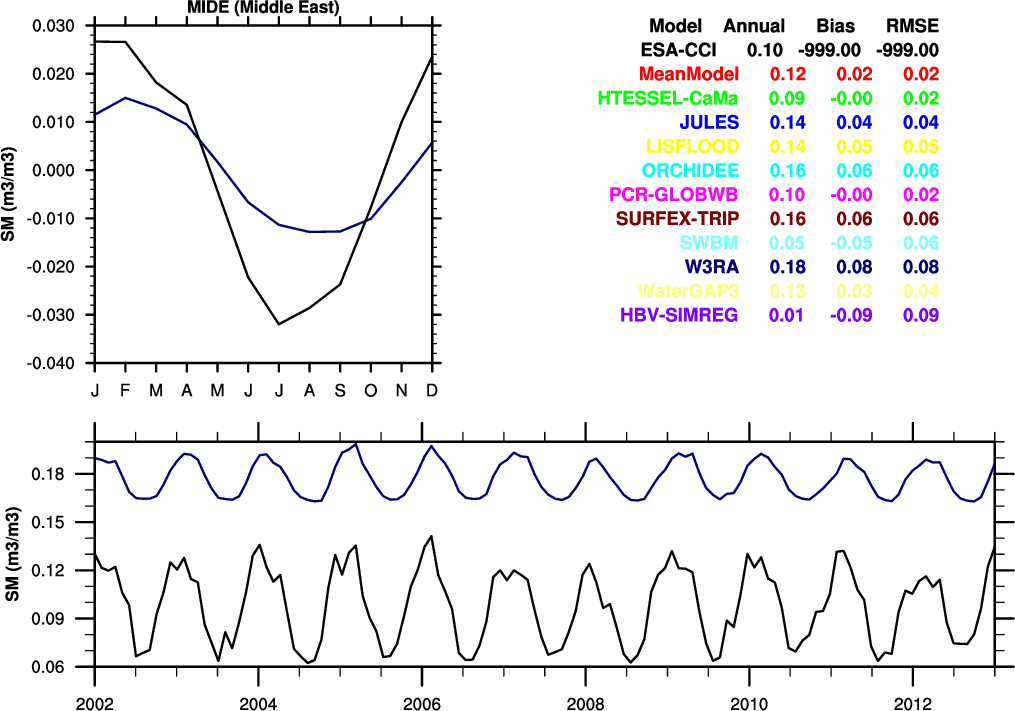 MIDE (Middle East)
0.030
0.020
0.010
0.000
-0.010
-0.020
-0.030
-0.040
SM (m3/m3)
J F M A M J J A S O N D
Model Annual Bias RMSE
ESA-CCI 0.10 -999.00 -999.00
MeanModel 0.12 0.02 0.02
HTESSEL-CaMa 0.09 -0.00 0.02
JULES 0.14 0.04 0.04
LISFLOOD 0.14 0.05 0.05
ORCHIDEE 0.16 0.06 0.06
PCR-GLOBWB 0.10 -0.00 0.02
SURFEX-TRIP 0.16 0.06 0.06
SWBM 0.05 -0.05 0.06
W3RA 0.18 0.08 0.08
WaterGAP3 0.13 0.03 0.04
HBV-SIMREG 0.01 -0.09 0.09
0.18
0.15
0.12
0.09
0.06
SM (m3/m3)
2002 2004 2006 2008 2010 2012